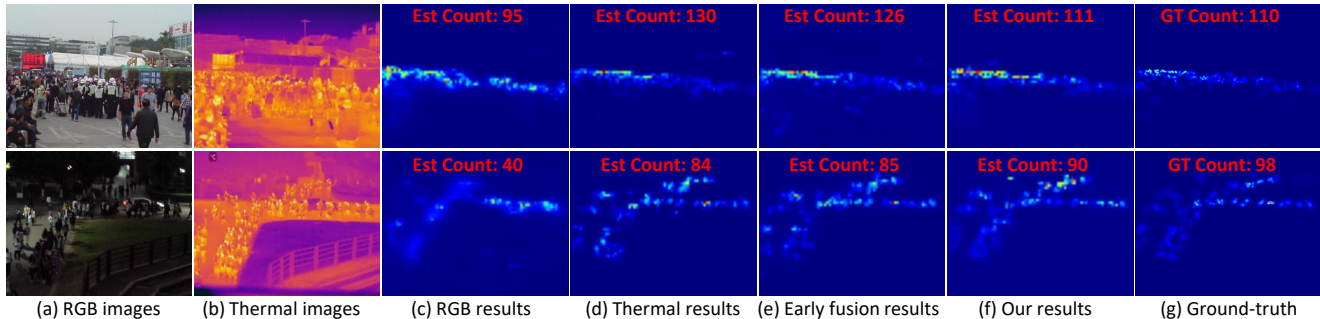 Est Count: 95 Est Count: 130 Est Count: 126 Est Count: 111 GT Count: 110
Est Count: 40 Est Count: 84 Est Count: 85 Est Count: 90 GT Count: 98
(a) RGB images (b) Thermal images (c) RGB results (d) Thermal results (e) Early fusion results (f) Our results (g) Ground-truth